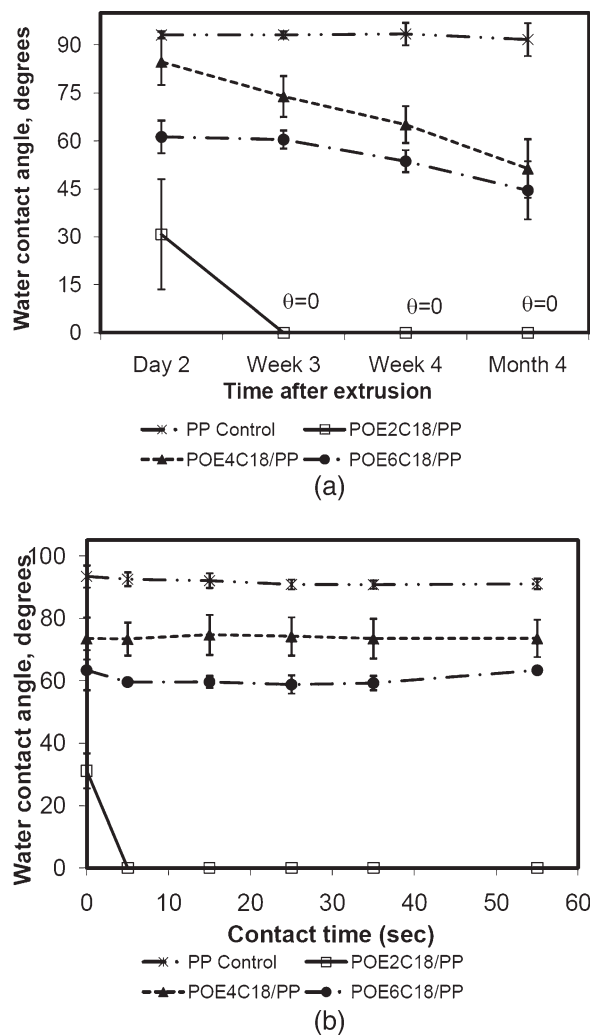 Water contact angle, degrees
90
75
60
45
30
15
0
θ=0 θ=0 θ=0
Day 2 Week 3 Week 4 Month 4
Time after extrusion
PP Control POE2C18/PP
POE4C18/PP POE6C18/PP
(a)
Water contact angle, degrees
100
80
60
40
20
0
0 10 20 30 40 50 60
Contact time (sec)
PP Control POE2C18/PP
POE4C18/PP POE6C18/PP
(b)